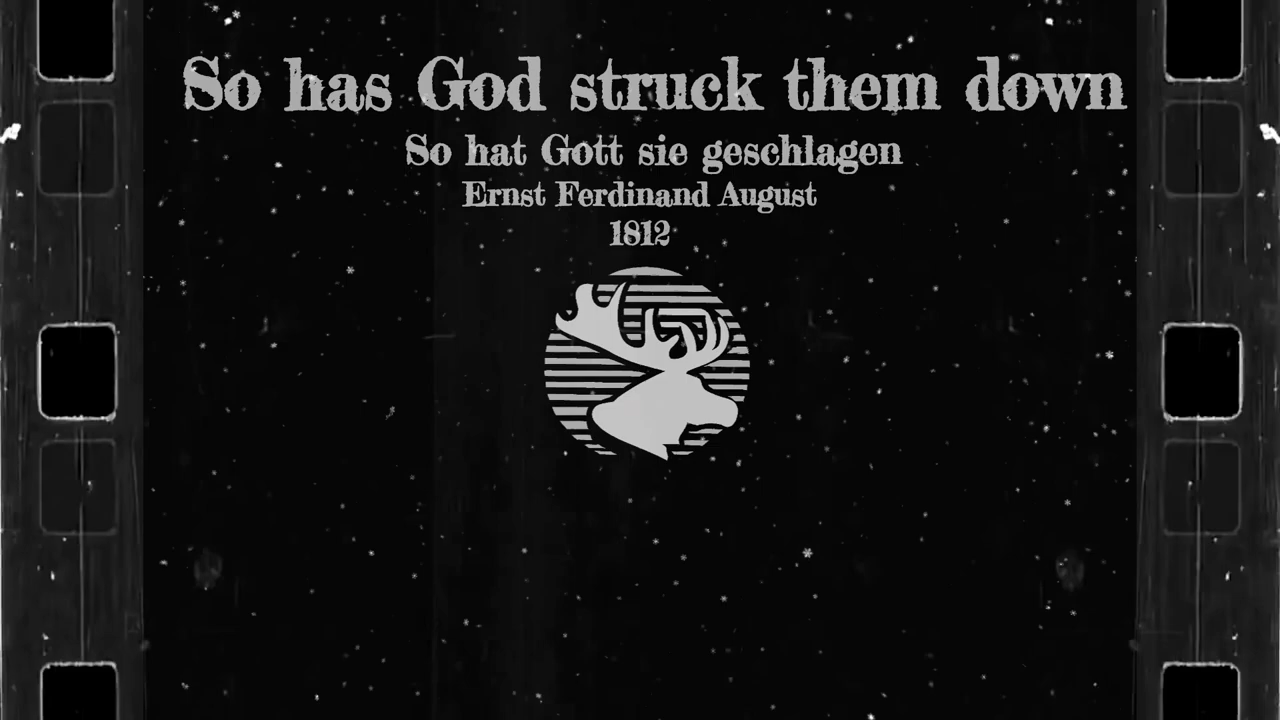 So has God struck them down
So hat Gott sie geschlagen
Ernst Ferdinand August
1812